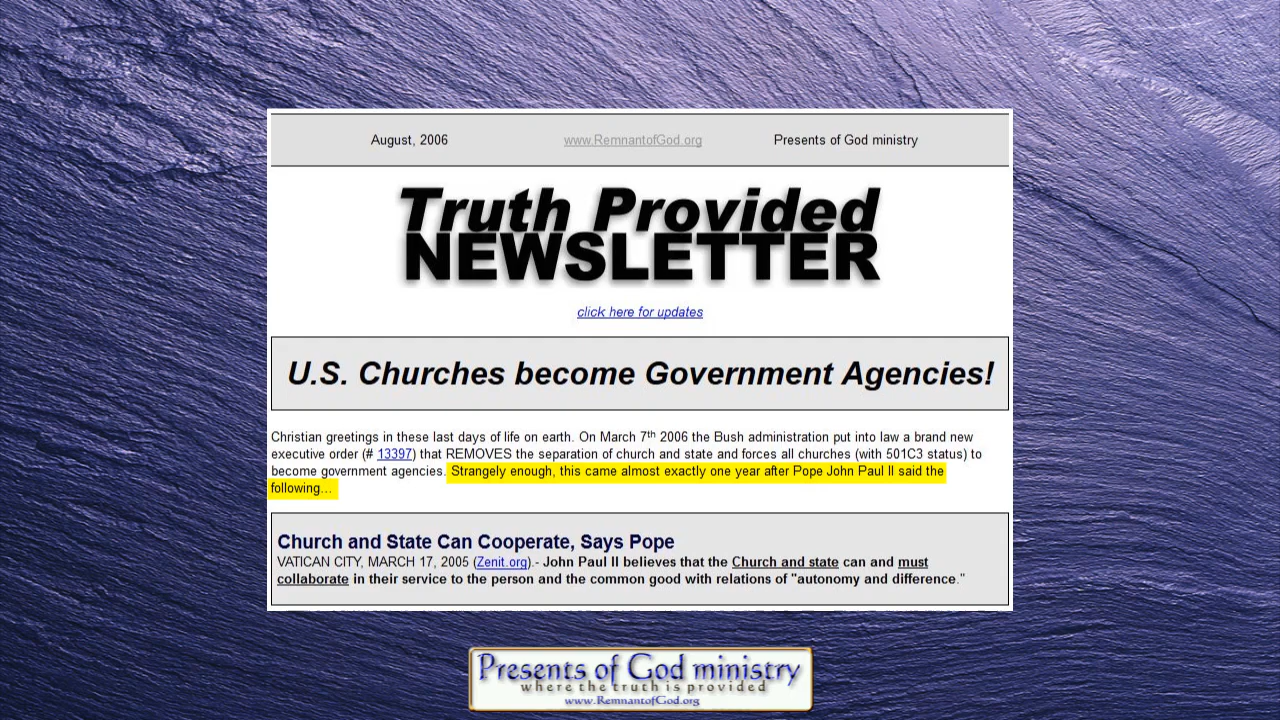 August, 2006 www.RemnantofGod.org Presents of God ministry
Truth Provided
NEWSLETTER
click here for updates
U.S. Churches become Government Agencies!
Christian greetings in these last days of life on earth. On March 7th 2006 the Bush administration put into law a brand new
executive order (# 13397) that REMOVES the separation of church and state and forces all churches (with 501C3 status) to
become government agencies. Strangely enough, this came almost exactly one year after Pope John Paul II said the
following...
Church and State Can Cooperate, Says Pope
VATICAN CITY, MARCH 17, 2005 (Zenit.org).- John Paul II believes that the Church and state can and must
collaborate in their service to the person and the common good with relations of "autonomy and difference."
Presents of God ministry
where the truth is provided
www.RemnantofGod.org